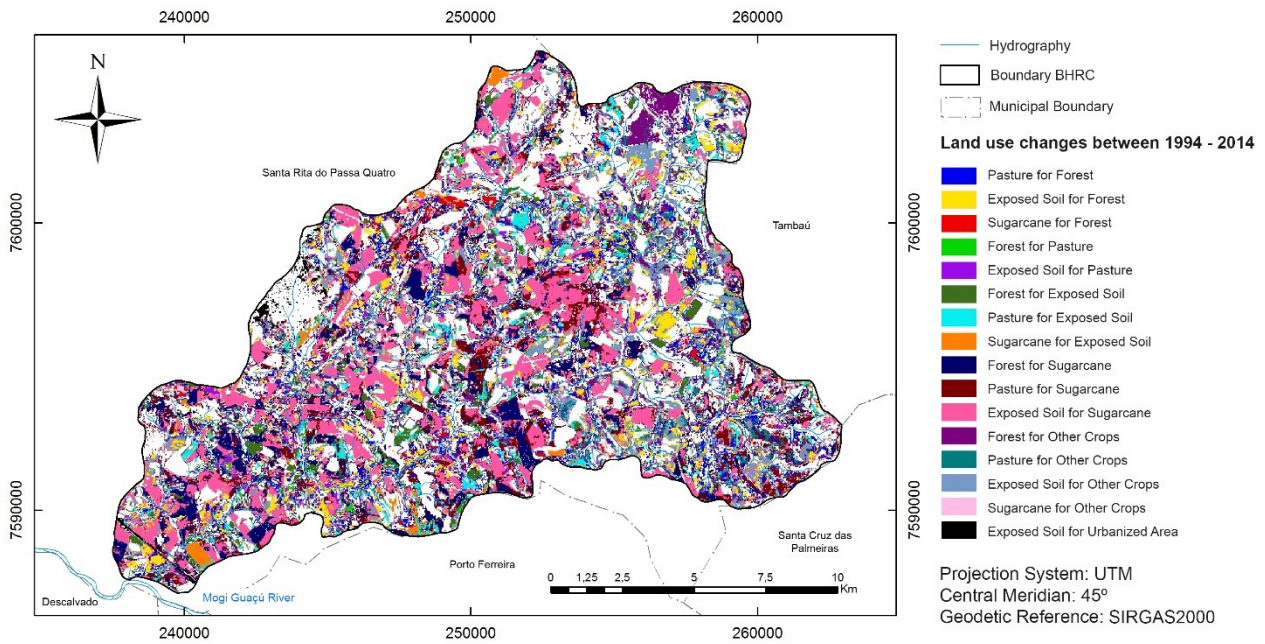 240000
250000
260000
N
7600000
7590000
Santa Rita do Passa Quatro
Tambaú
Santa Cruz das
Palmeiras
Porto Ferreira
Descalvado
Mogi Guaçú River
0 1,25 2,5 5 7,5 10
Km
7600000
7590000
240000
250000
260000
Hydrography
Boundary BHRC
Municipal Boundary
Land use changes between 1994 - 2014
Pasture for Forest
Exposed Soil for Forest
Sugarcane for Forest
Forest for Pasture
Exposed Soil for Pasture
Forest for Exposed Soil
Pasture for Exposed Soil
Sugarcane for Exposed Soil
Forest for Sugarcane
Pasture for Sugarcane
Exposed Soil for Sugarcane
Forest for Other Crops
Pasture for Other Crops
Exposed Soil for Other Crops
Sugarcane for Other Crops
Exposed Soil for Urbanized Area
Projection System: UTM
Central Meridian: 45º
Geodetic Reference: SIRGAS2000